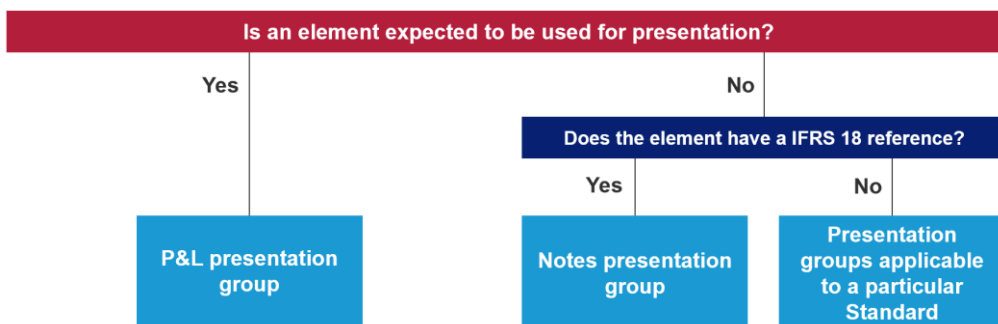 Is an element expected to be used for presentation?
Yes
No
Does the element have a IFRS 18 reference?
Yes
No
P&L presentation
group
Notes presentation
group
Presentation
groups applicable
to a particular
Standard